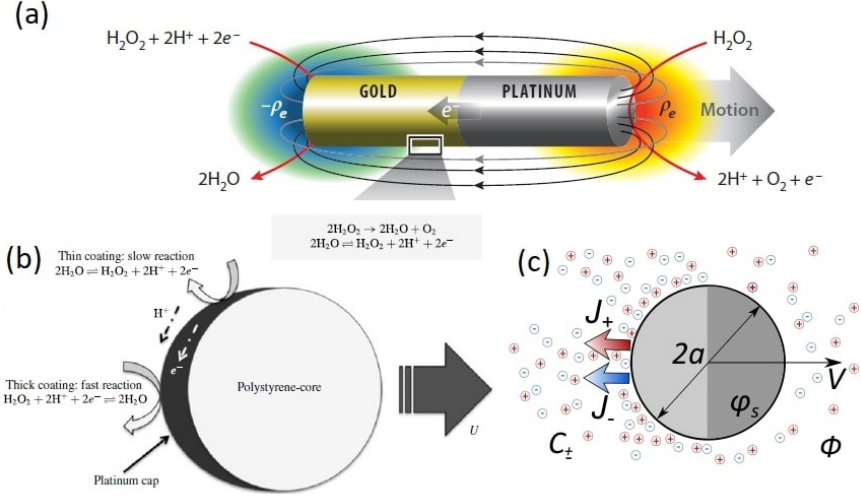 (a)
H₂O₂ + 2H⁺ + 2e⁻
H₂O₂
GOLD
PLATINUM
−ρₑ
e⁻
ρₑ
Motion
2H₂O
2H⁺ + O₂ + e⁻
2H₂O₂ → 2H₂O + O₂
2H₂O ⇌ H₂O₂ + 2H⁺ + 2e⁻
(b)
Thin coating: slow reaction
2H₂O ⇌ H₂O₂ + 2H⁺ + 2e⁻
H⁺
e⁻
Thick coating: fast reaction
H₂O₂ + 2H⁺ + 2e⁻ ⇌ 2H₂O
Polystyrene-core
Platinum cap
U
(c)
J₊
2a
J₋
V
φₛ
C±
Φ